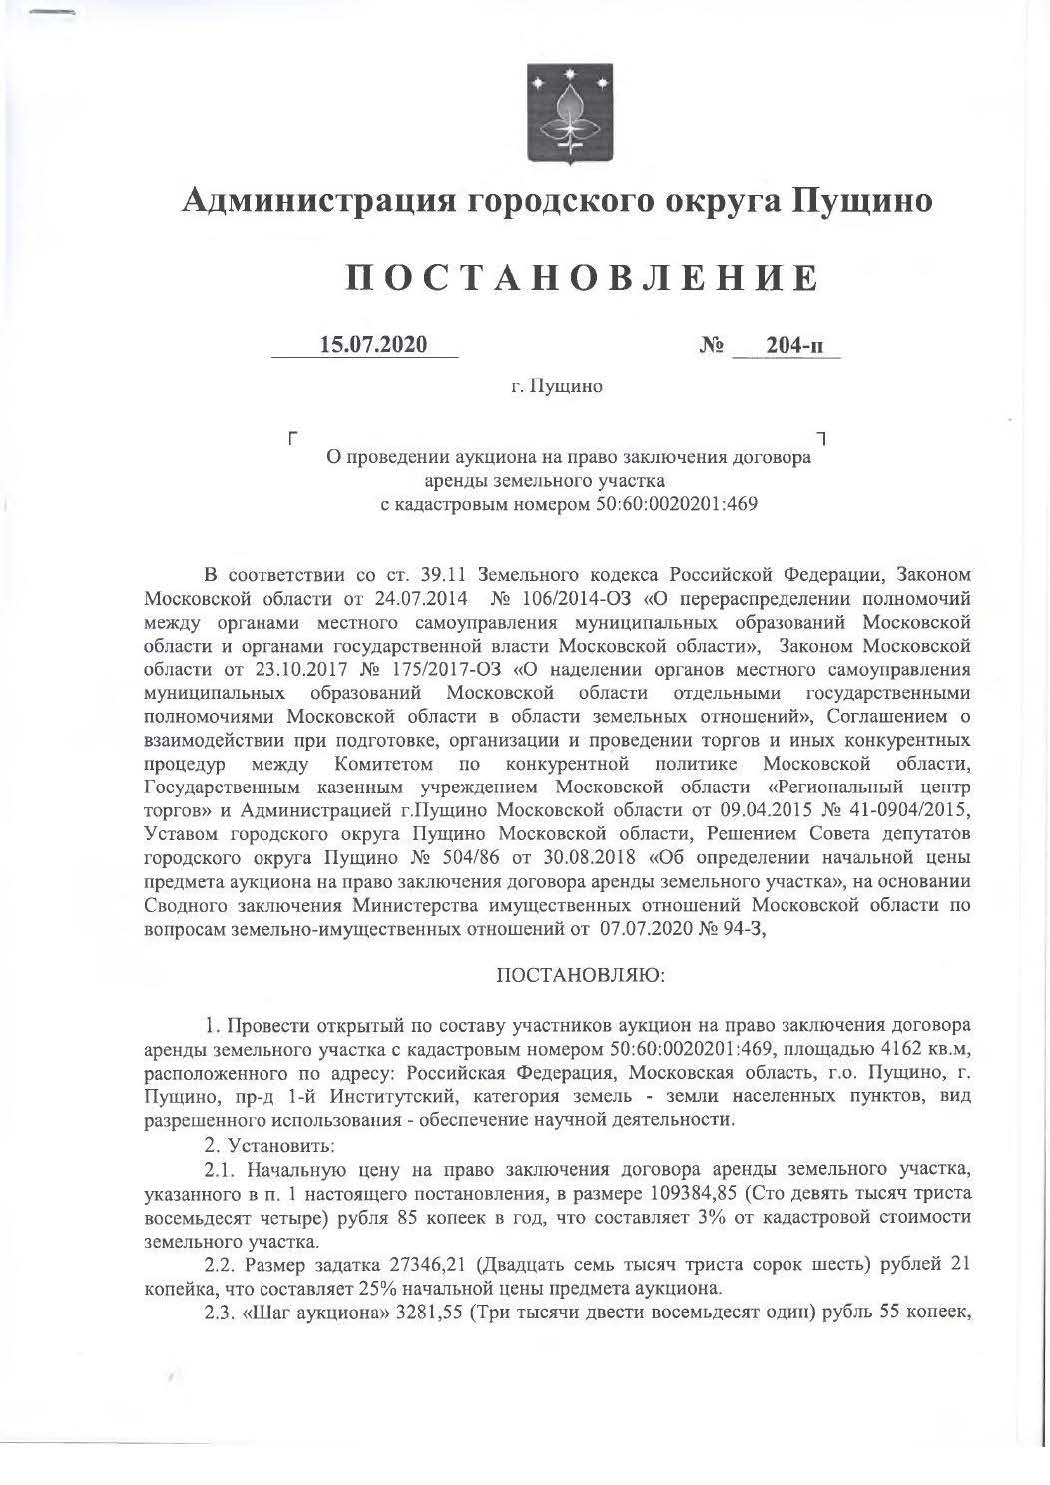 Администрация городского округа Пущино
ПОСТАНОВЛЕНИЕ
15.07.2020 № 204-п
г. Пущино
О проведении аукциона на право заключения договора
аренды земельного участка
с кадастровым номером 50:60:0020201:469
В соответствии со ст. 39.11 Земельного кодекса Российской Федерации, Законом
Московской области от 24.07.2014 № 106/2014-ОЗ «О перераспределении полномочий
между органами местного самоуправления муниципальных образований Московской
области и органами государственной власти Московской области», Законом Московской
области от 23.10.2017 № 175/2017-ОЗ «О наделении органов местного самоуправления
муниципальных образований Московской области отдельными государственными
полномочиями Московской области в области земельных отношений», Соглашением о
взаимодействии при подготовке, организации и проведении торгов и иных конкурентных
процедур между Комитетом по конкурентной политике Московской области,
Государственным казенным учреждением Московской области «Региональный центр
торгов» и Администрацией г.Пущино Московской области от 09.04.2015 № 41-0904/2015,
Уставом городского округа Пущино Московской области, Решением Совета депутатов
городского округа Пущино № 504/86 от 30.08.2018 «Об определении начальной цены
предмета аукциона на право заключения договора аренды земельного участка», на основании
Сводного заключения Министерства имущественных отношений Московской области по
вопросам земельно-имущественных отношений от 07.07.2020 № 94-З,
ПОСТАНОВЛЯЮ:
1. Провести открытый по составу участников аукцион на право заключения договора
аренды земельного участка с кадастровым номером 50:60:0020201:469, площадью 4162 кв.м,
расположенного по адресу: Российская Федерация, Московская область, г.о. Пущино, г.
Пущино, пр-д 1-й Институтский, категория земель - земли населенных пунктов, вид
разрешенного использования - обеспечение научной деятельности.
2. Установить:
2.1. Начальную цену на право заключения договора аренды земельного участка,
указанного в п. 1 настоящего постановления, в размере 109384,85 (Сто девять тысяч триста
восемьдесят четыре) рубля 85 копеек в год, что составляет 3% от кадастровой стоимости
земельного участка.
2.2. Размер задатка 27346,21 (Двадцать семь тысяч триста сорок шесть) рублей 21
копейка, что составляет 25% начальной цены предмета аукциона.
2.3. «Шаг аукциона» 3281,55 (Три тысячи двести восемьдесят один) рубль 55 копеек,